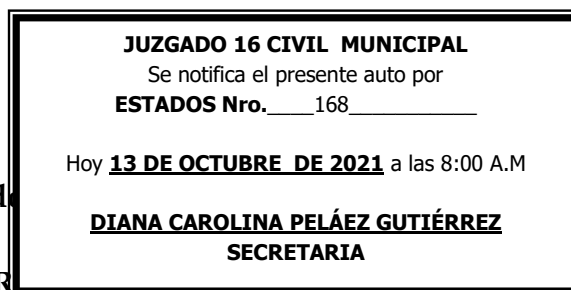 JUZGADO 16 CIVIL MUNICIPAL
Se notifica el presente auto por
ESTADOS Nro.____168___________
Hoy 13 DE OCTUBRE DE 2021 a las 8:00 A.M
DIANA CAROLINA PELÁEZ GUTIÉRREZ
SECRETARIA